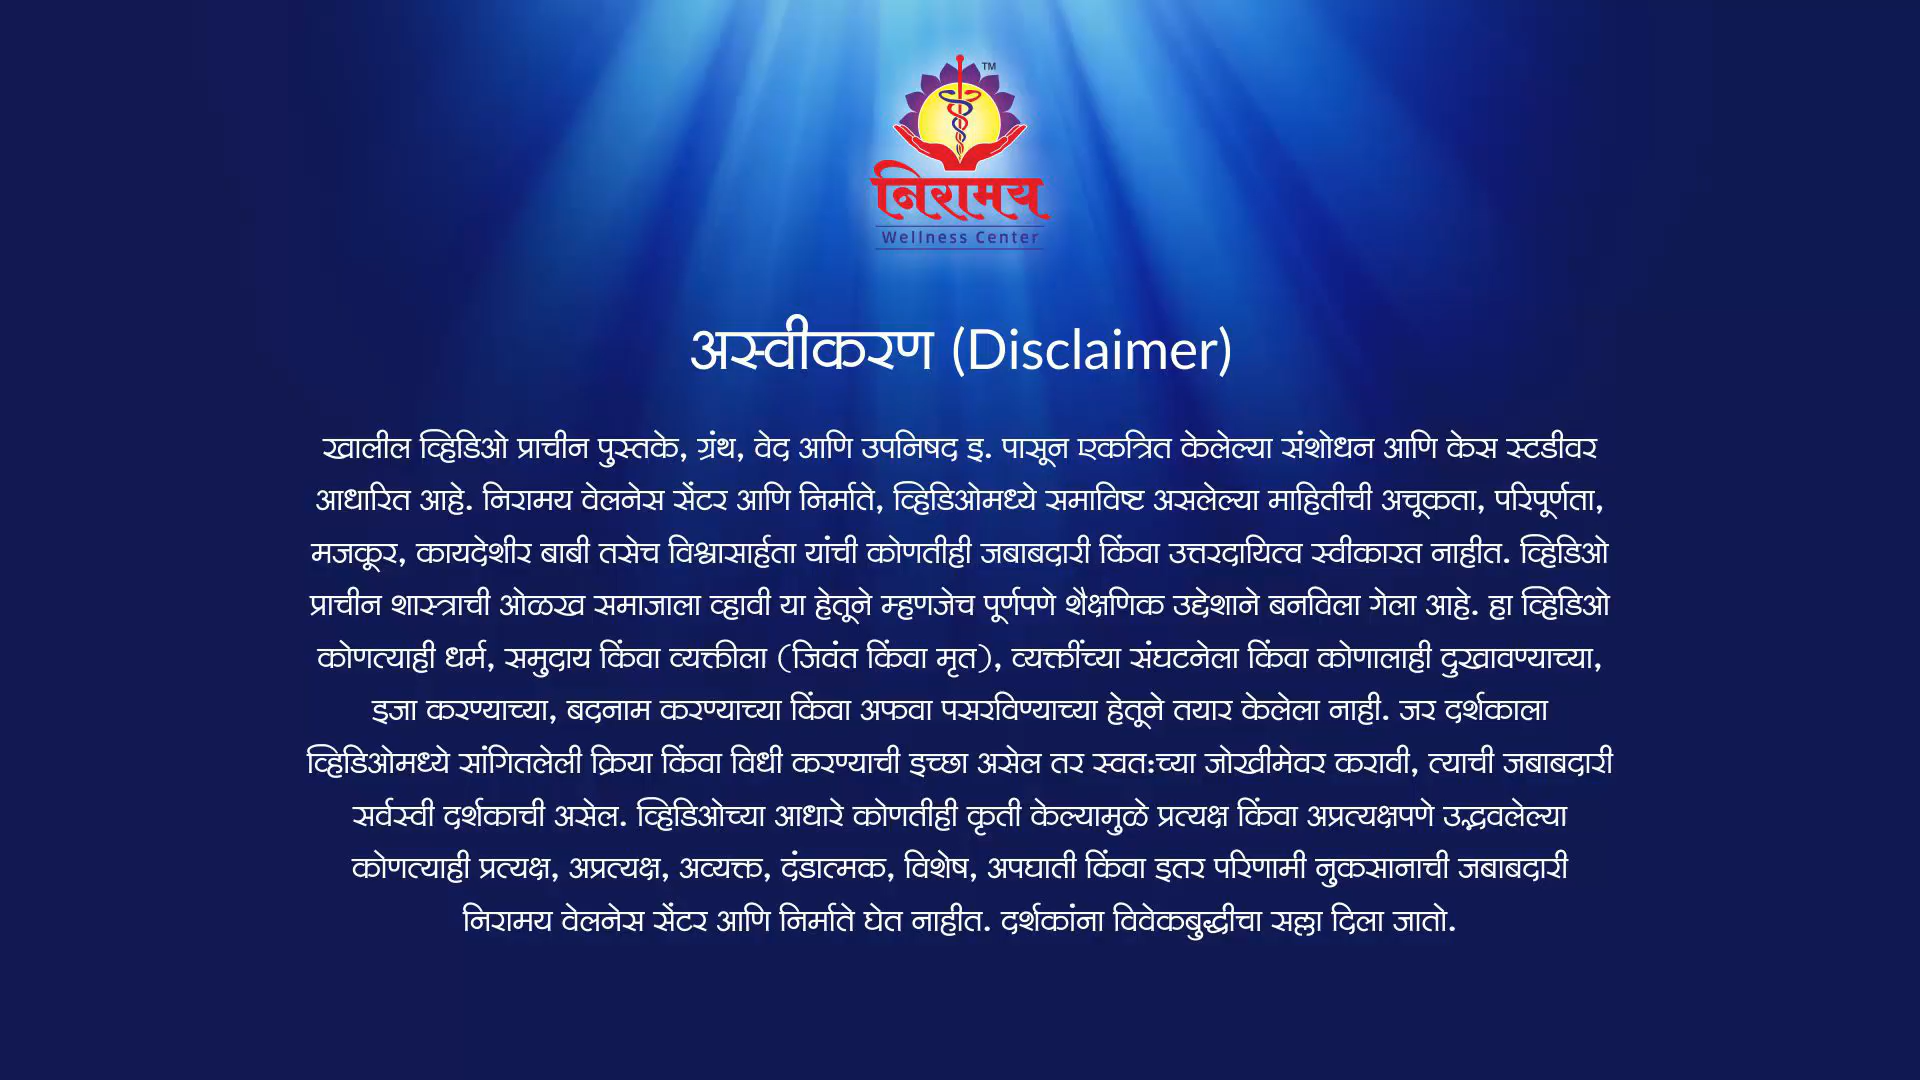 TM
निरामय
Wellness Center
अस्वीकरण (Disclaimer)
खालील व्हिडिओ प्राचीन पुस्तके, ग्रंथ, वेद आणि उपनिषद इ. पासून एकत्रित केलेल्या संशोधन आणि केस स्टडीवर
आधारित आहे. निरामय वेलनेस सेंटर आणि निर्माते, व्हिडिओमध्ये समाविष्ट असलेल्या माहितीची अचूकता, परिपूर्णता,
मजकूर, कायदेशीर बाबी तसेच विश्वासार्हता यांची कोणतीही जबाबदारी किंवा उत्तरदायित्व स्वीकारत नाहीत. व्हिडिओ
प्राचीन शास्त्राची ओळख समाजाला व्हावी या हेतूने म्हणजेच पूर्णपणे शैक्षणिक उद्देशाने बनविला गेला आहे. हा व्हिडिओ
कोणत्याही धर्म, समुदाय किंवा व्यक्तीला (जिवंत किंवा मृत), व्यक्तींच्या संघटनेला किंवा कोणालाही दुखावण्याच्या,
इजा करण्याच्या, बदनाम करण्याच्या किंवा अफवा पसरविण्याच्या हेतूने तयार केलेला नाही. जर दर्शकाला
व्हिडिओमध्ये सांगितलेली क्रिया किंवा विधी करण्याची इच्छा असेल तर स्वत:च्या जोखीमेवर करावी, त्याची जबाबदारी
सर्वस्वी दर्शकाची असेल. व्हिडिओच्या आधारे कोणतीही कृती केल्यामुळे प्रत्यक्ष किंवा अप्रत्यक्षपणे उद्भवलेल्या
कोणत्याही प्रत्यक्ष, अप्रत्यक्ष, अव्यक्त, दंडात्मक, विशेष, अपघाती किंवा इतर परिणामी नुकसानाची जबाबदारी
निरामय वेलनेस सेंटर आणि निर्माते घेत नाहीत. दर्शकांना विवेकबुद्धीचा सल्ला दिला जातो.